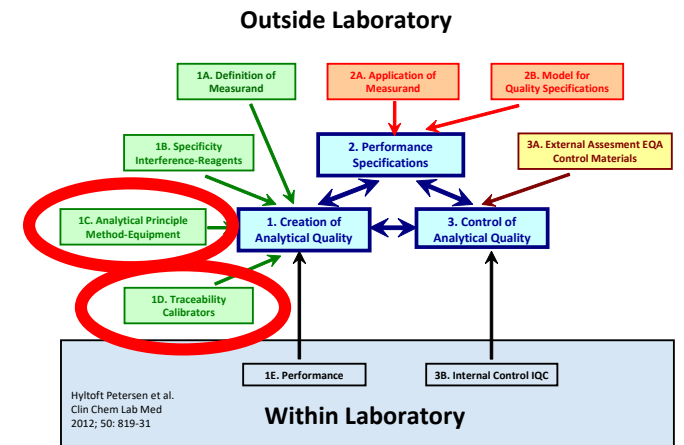 Outside Laboratory
1A. Definition of
Measurand
2A. Application of
Measurand
2B. Model for
Quality Specifications
1B. Specificity
Interference-Reagents
2. Performance
Specifications
3A. External Assesment EQA
Control Materials
1C. Analytical Principle
Method-Equipment
1. Creation of
Analytical Quality
3. Control of
Analytical Quality
1D. Traceability
Calibrators
1E. Performance
3B. Internal Control IQC
Hyltoft Petersen et al.
Clin Chem Lab Med
2012; 50: 819-31
Within Laboratory